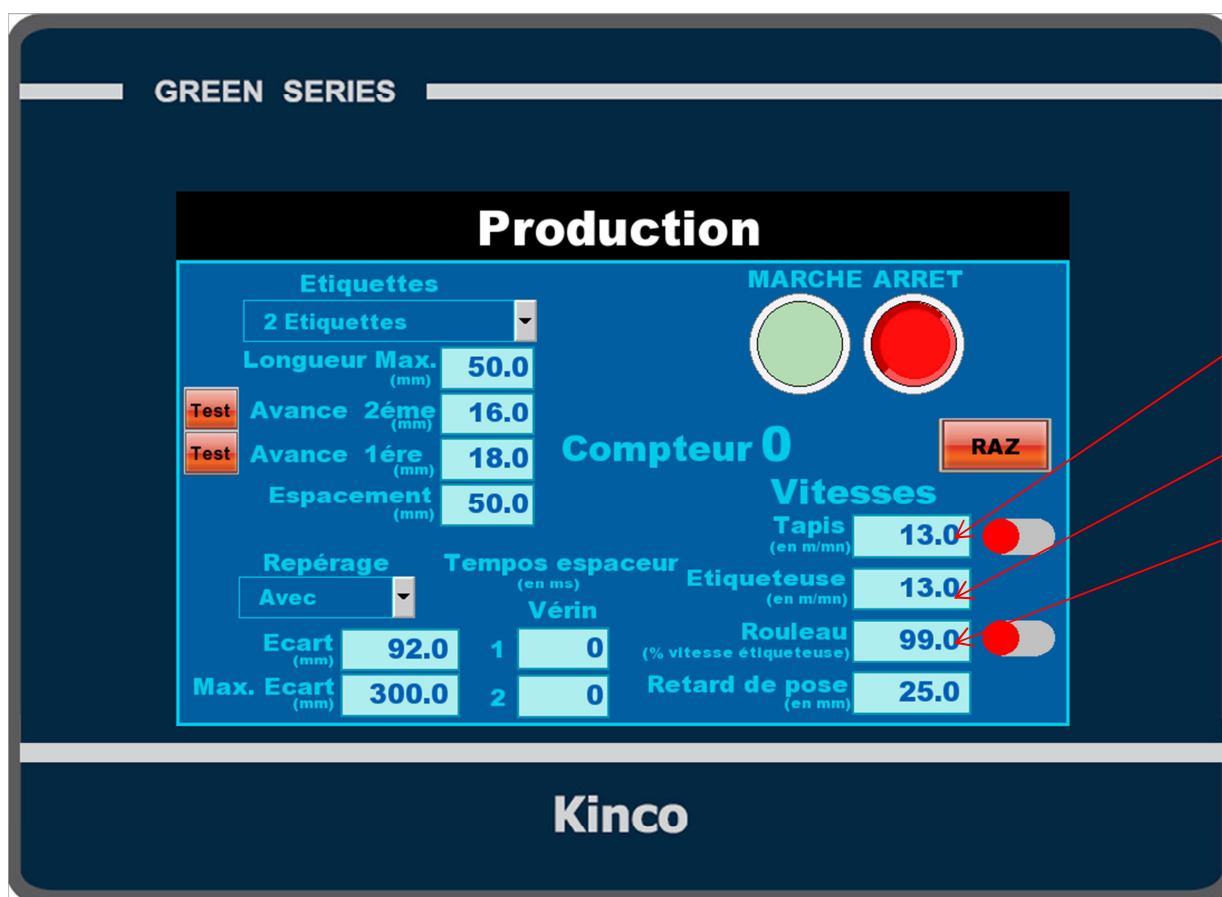 GREEN SERIES
Production
Etiquettes
2 Etiquettes
MARCHE ARRET
Longueur Max.
(mm)
50.0
Test Avance 2éme
(mm)
16.0
Test Avance 1ére
(mm)
18.0
Compteur 0
RAZ
Espacement
(mm)
50.0
Vitesses
Tapis
(en m/mn)
13.0
Etiqueteuse
(en m/mn)
13.0
Rouleau
(% vitesse étiqueteuse)
99.0
Retard de pose
(en mm)
25.0
Repérage
Avec
Tempos espaceur
(en ms)
Vérin
Ecart
(mm)
92.0
1 0
Max. Ecart
(mm)
300.0
2 0
Kinco